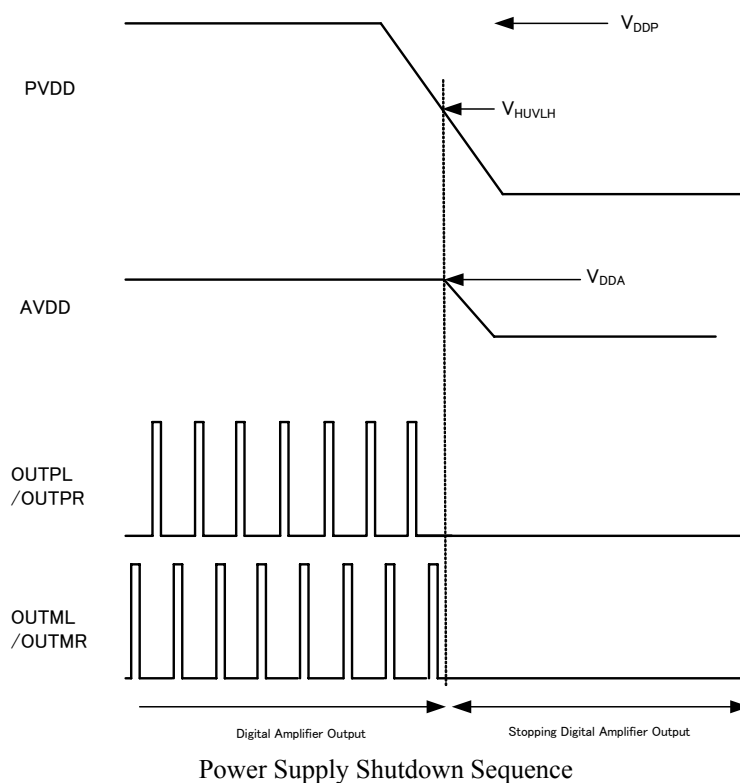 V_DDP
PVDD
V_HUVLH
V_DDA
AVDD
OUTPL
/OUTPR
OUTML
/OUTMR
Digital Amplifier Output
Stopping Digital Amplifier Output
Power Supply Shutdown Sequence